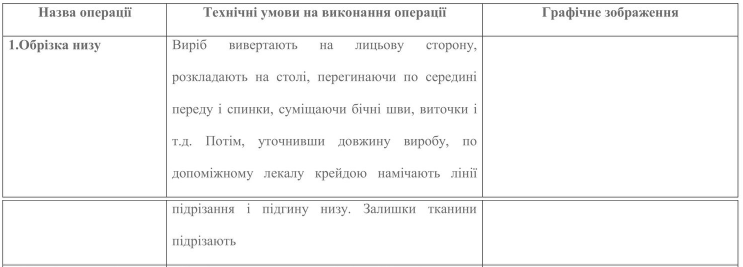 Назва операції Технічні умови на виконання операції Графічне зображення
1.Обрізка низу Виріб вивертають на лицьову сторону,
розкладають на столі, перегинаючи по середині
переду і спинки, суміщаючи бічні шви, виточки і
т.д. Потім, уточнивши довжину виробу, по
допоміжному лекалу крейдою намічають лінії
підрізання і підгину низу. Залишки тканини
підрізають